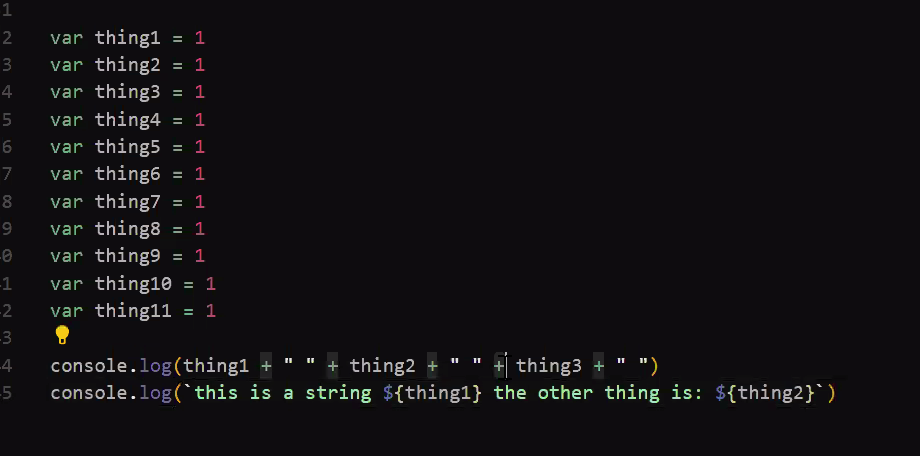 1
2 var thing1 = 1
3 var thing2 = 1
4 var thing3 = 1
5 var thing4 = 1
6 var thing5 = 1
7 var thing6 = 1
8 var thing7 = 1
9 var thing8 = 1
0 var thing9 = 1
1 var thing10 = 1
2 var thing11 = 1
3
4 console.log(thing1 + " " + thing2 + " " + thing3 + " ")
5 console.log(`this is a string ${thing1} the other thing is: ${thing2}`)